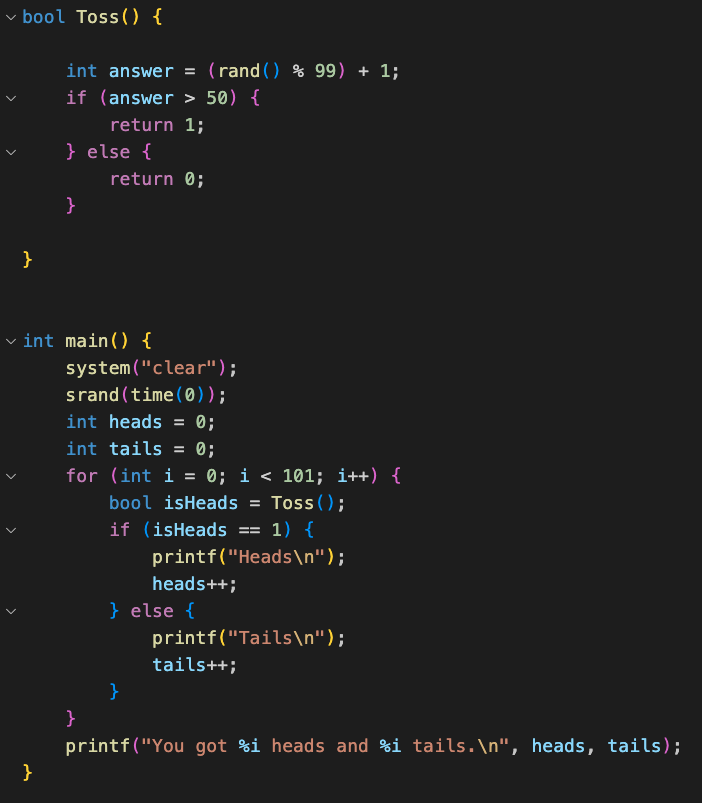 bool Toss() {
int answer = (rand() % 99) + 1;
if (answer > 50) {
return 1;
} else {
return 0;
}
}
int main() {
system("clear");
srand(time(0));
int heads = 0;
int tails = 0;
for (int i = 0; i < 101; i++) {
bool isHeads = Toss();
if (isHeads == 1) {
printf("Heads\n");
heads++;
} else {
printf("Tails\n");
tails++;
}
}
printf("You got %i heads and %i tails.\n", heads, tails);
}